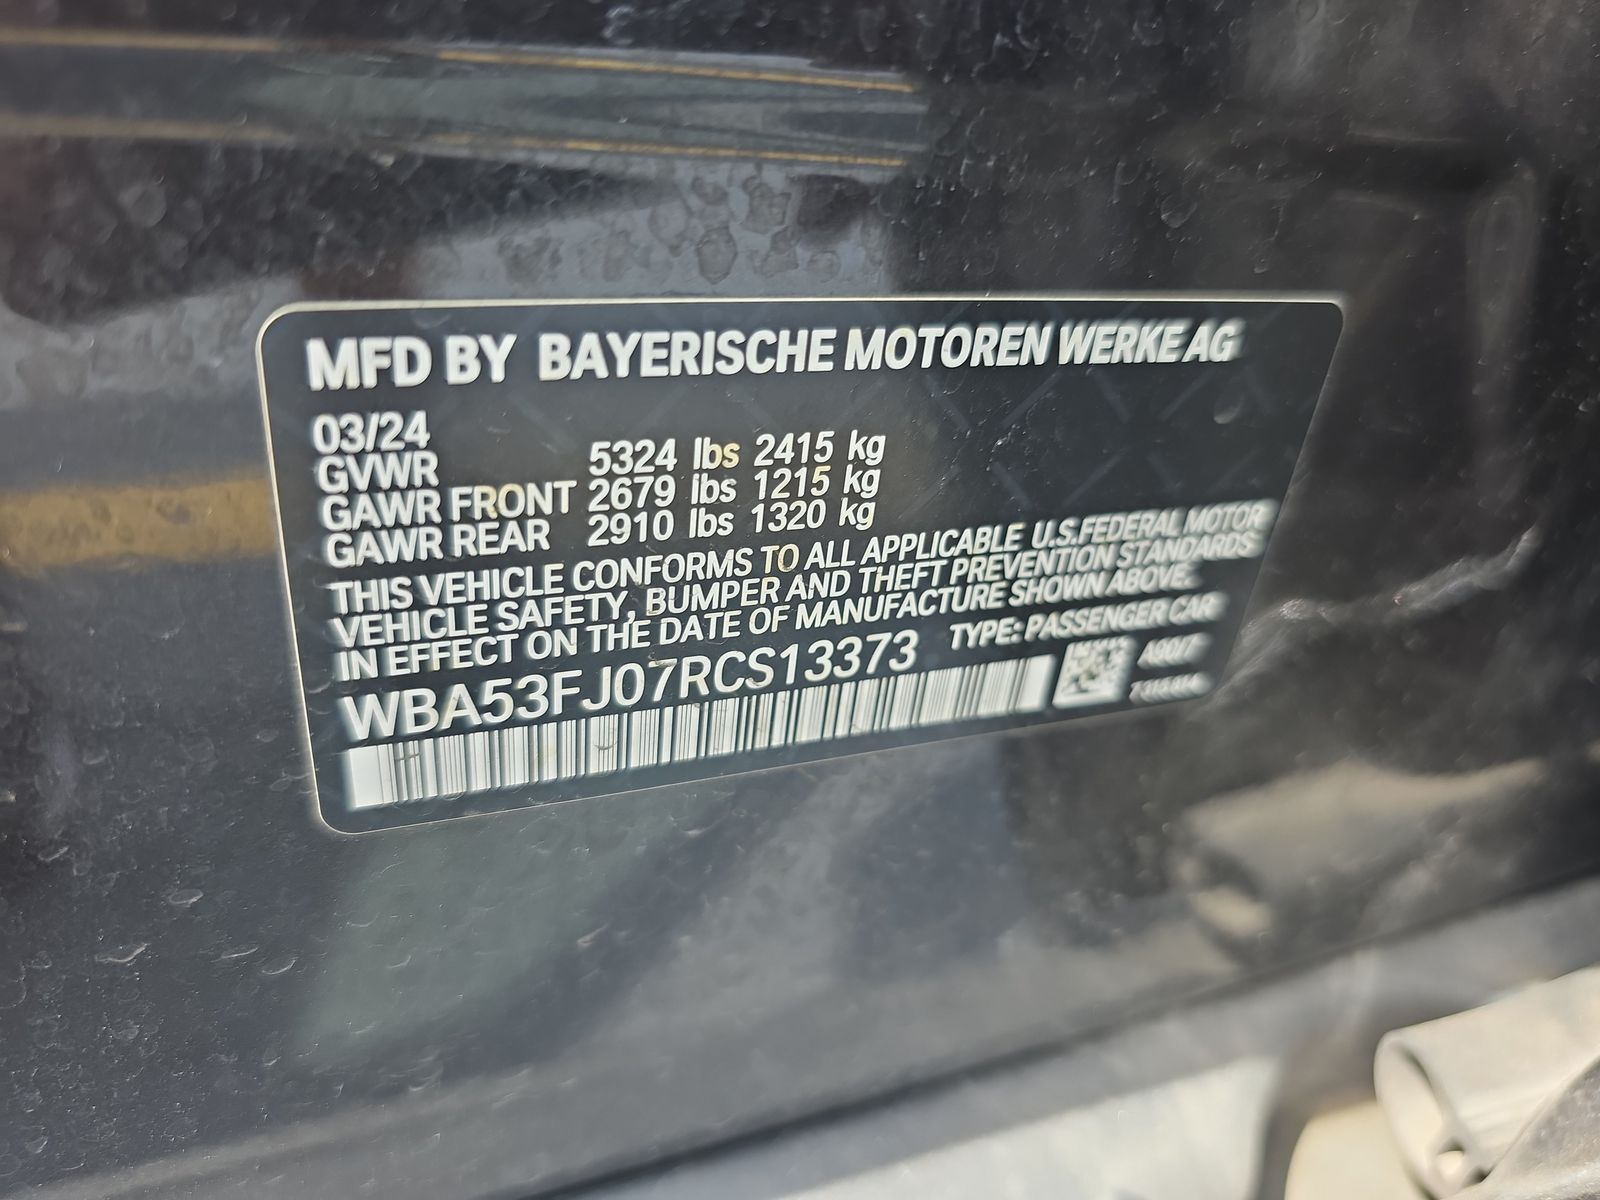 MFD BY BAYERISCHE MOTOREN WERKE AG
03/24
GVWR 5324 lbs 2415 kg
GAWR FRONT 2679 lbs 1215 kg
GAWR REAR 2910 lbs 1320 kg
THIS VEHICLE CONFORMS TO ALL APPLICABLE U.S.FEDERAL MOTOR
VEHICLE SAFETY, BUMPER AND THEFT PREVENTION STANDARDS
IN EFFECT ON THE DATE OF MANUFACTURE SHOWN ABOVE.
WBA53FJ07RCS13373 TYPE: PASSENGER CAR
A90/7